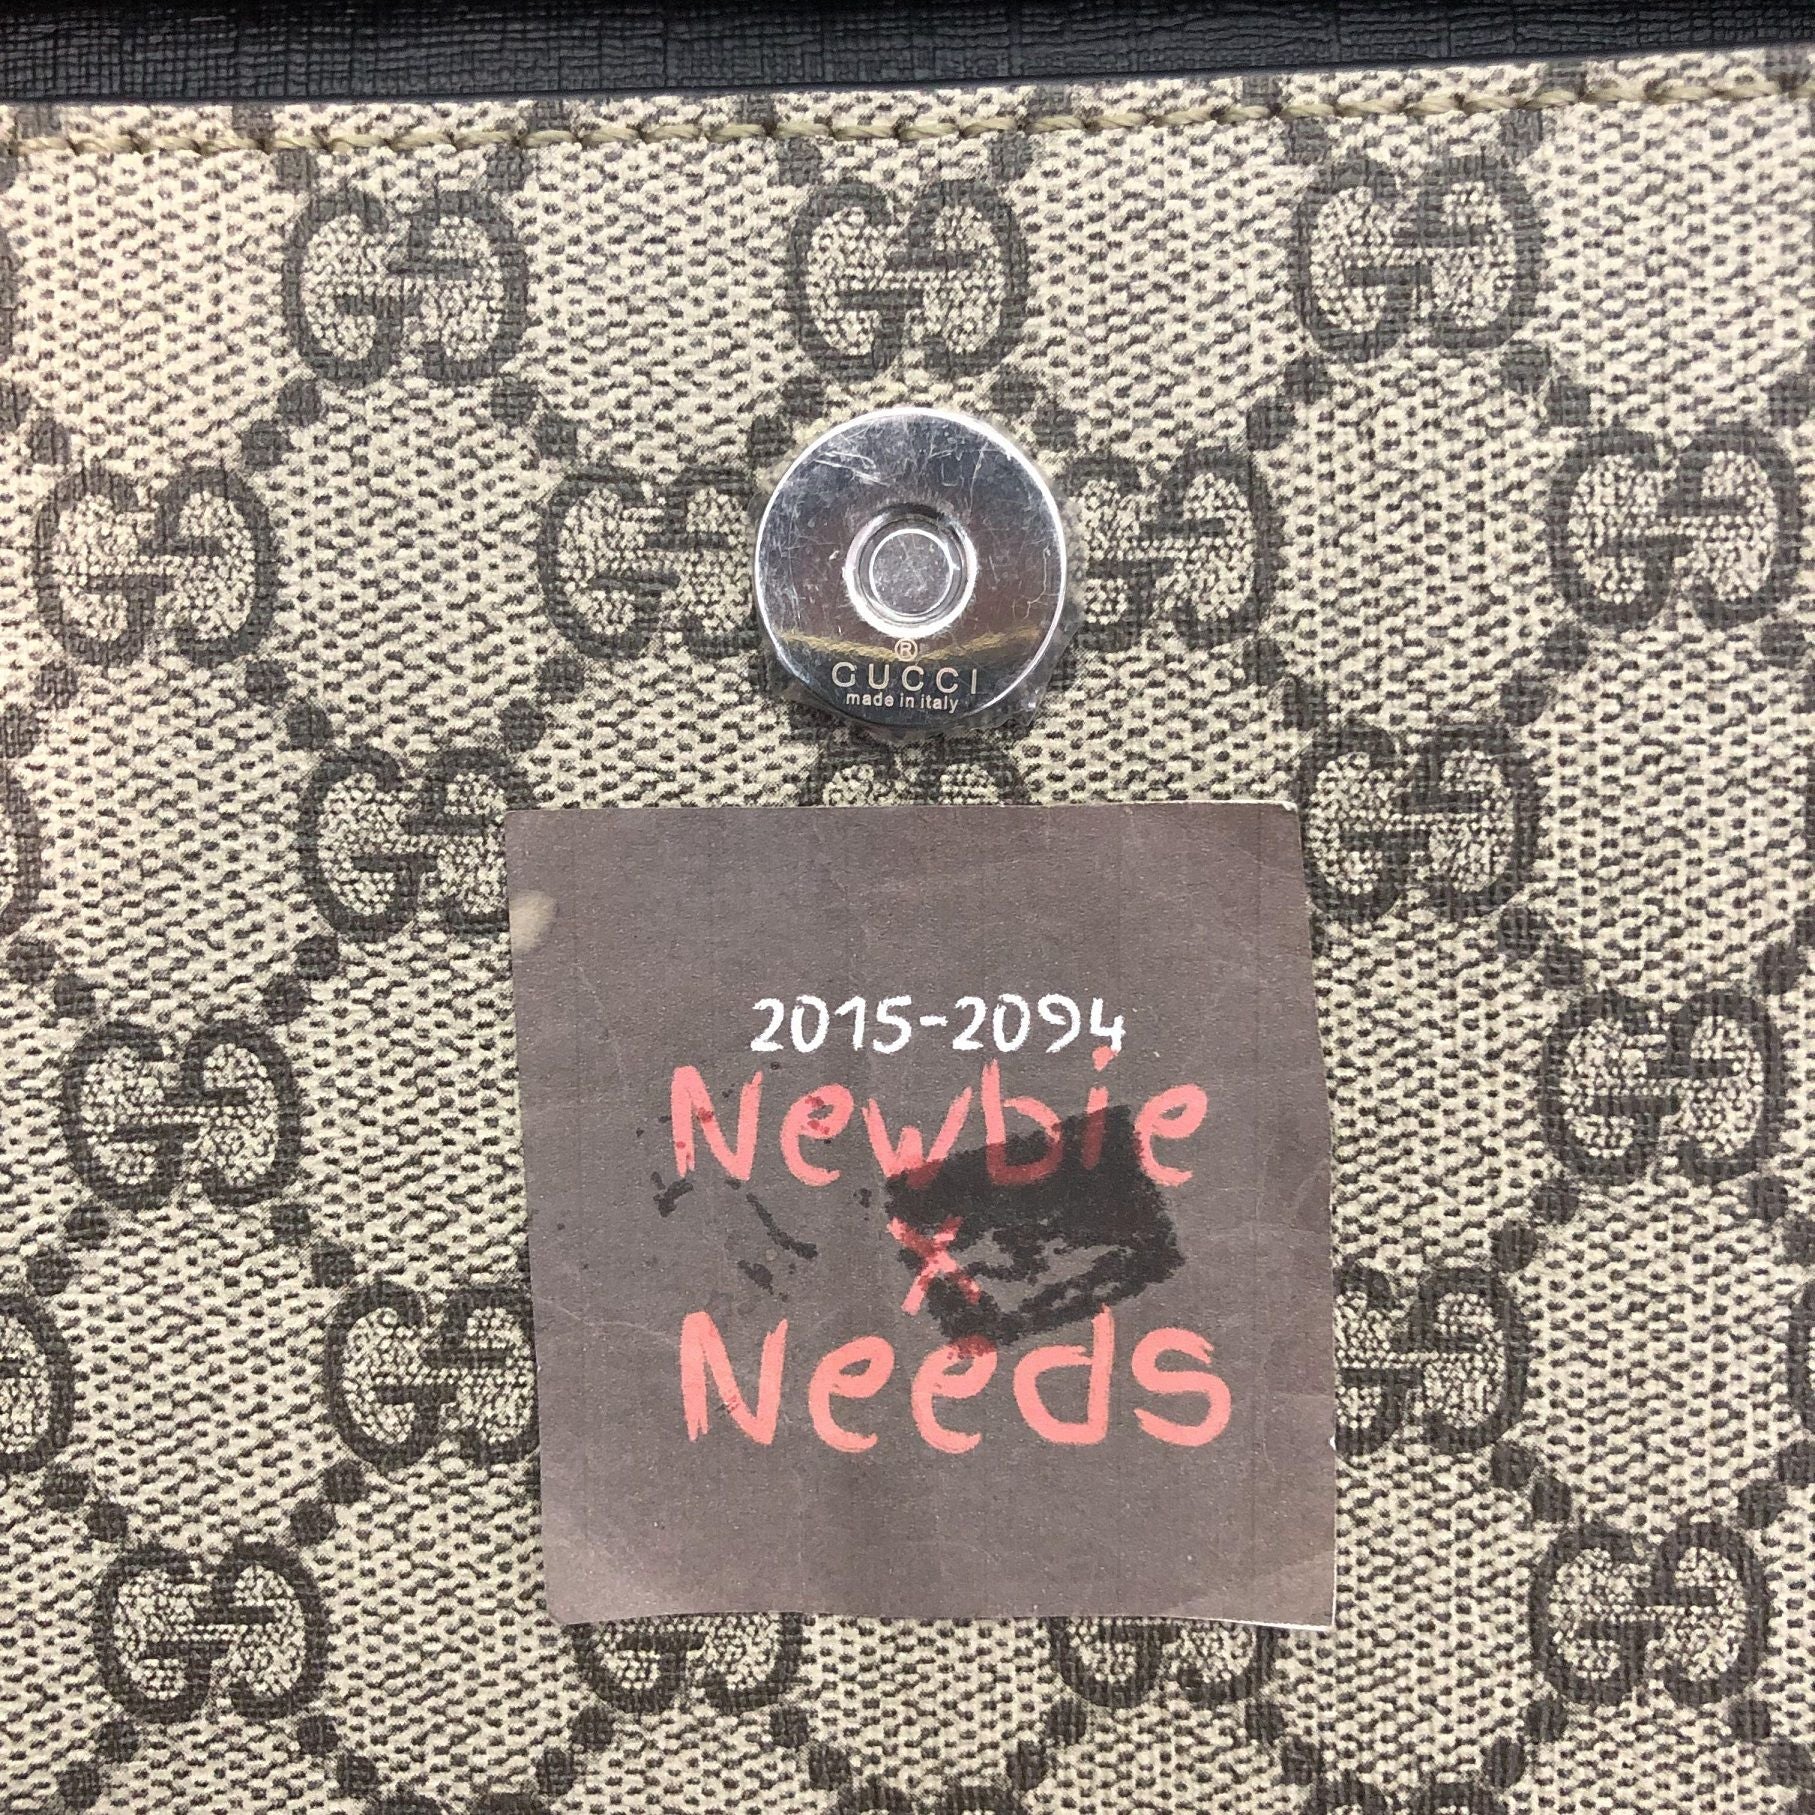 ®
GUCCI
made in italy
2015-2094
Newbie
X
Needs